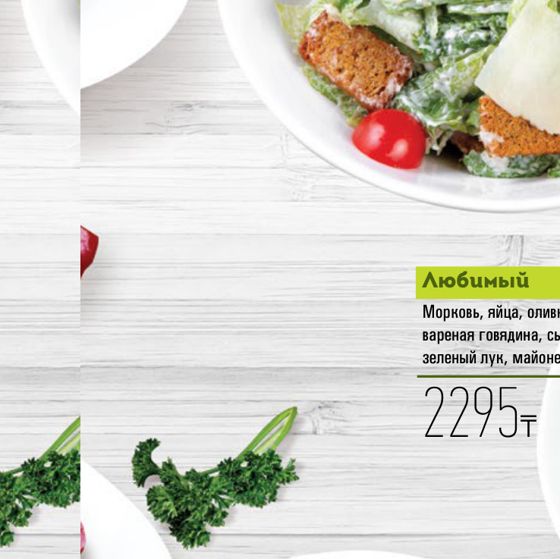 Любимый
Морковь, яйца,
вареная говядина,
зеленый лук,
2295₸